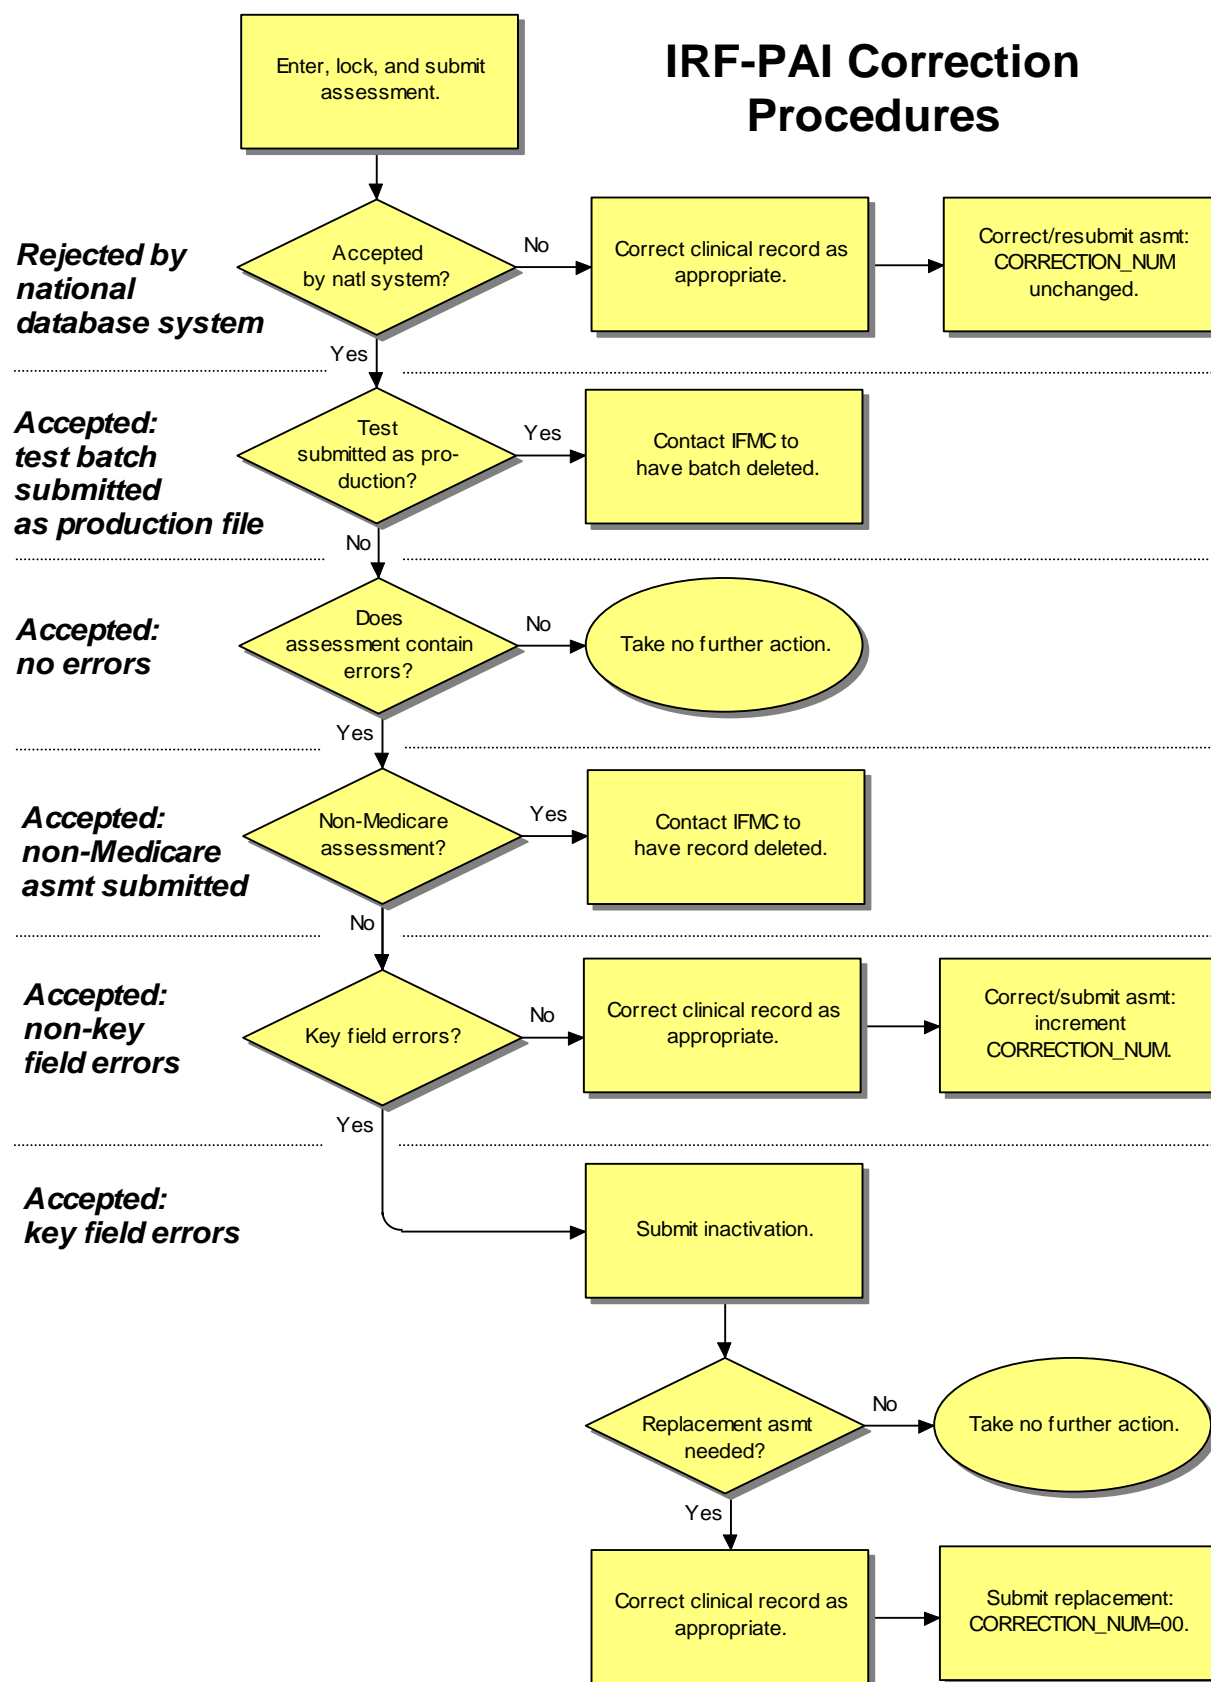 IRF-PAI Correction
Procedures
Enter, lock, and submit
assessment.
Rejected by
national
database system
Accepted
by natl system?
No
Correct clinical record as
appropriate.
Correct/resubmit asmt:
CORRECTION_NUM
unchanged.
Yes
Accepted:
test batch
submitted
as production file
Test
submitted as pro-
duction?
Yes
Contact IFMC to
have batch deleted.
No
Accepted:
no errors
Does
assessment contain
errors?
No
Take no further action.
Yes
Accepted:
non-Medicare
asmt submitted
Non-Medicare
assessment?
Yes
Contact IFMC to
have record deleted.
No
Accepted:
non-key
field errors
Key field errors?
No
Correct clinical record as
appropriate.
Correct/submit asmt:
increment
CORRECTION_NUM.
Yes
Accepted:
key field errors
Submit inactivation.
Replacement asmt
needed?
No
Take no further action.
Yes
Correct clinical record as
appropriate.
Submit replacement:
CORRECTION_NUM=00.